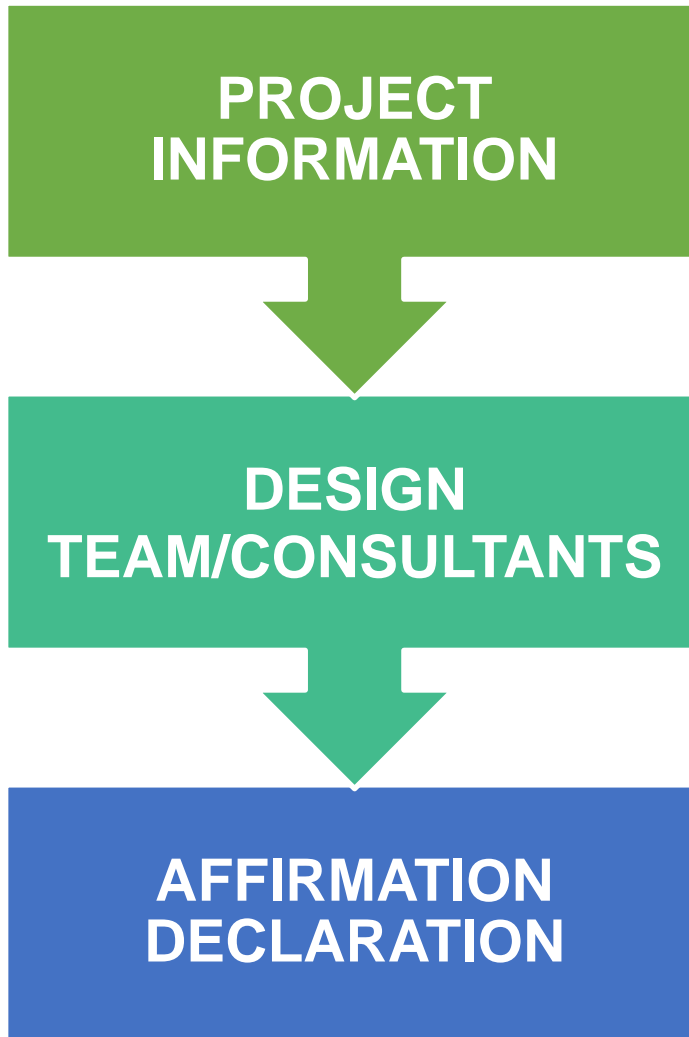 PROJECT
INFORMATION
DESIGN
TEAM/CONSULTANTS
AFFIRMATION
DECLARATION